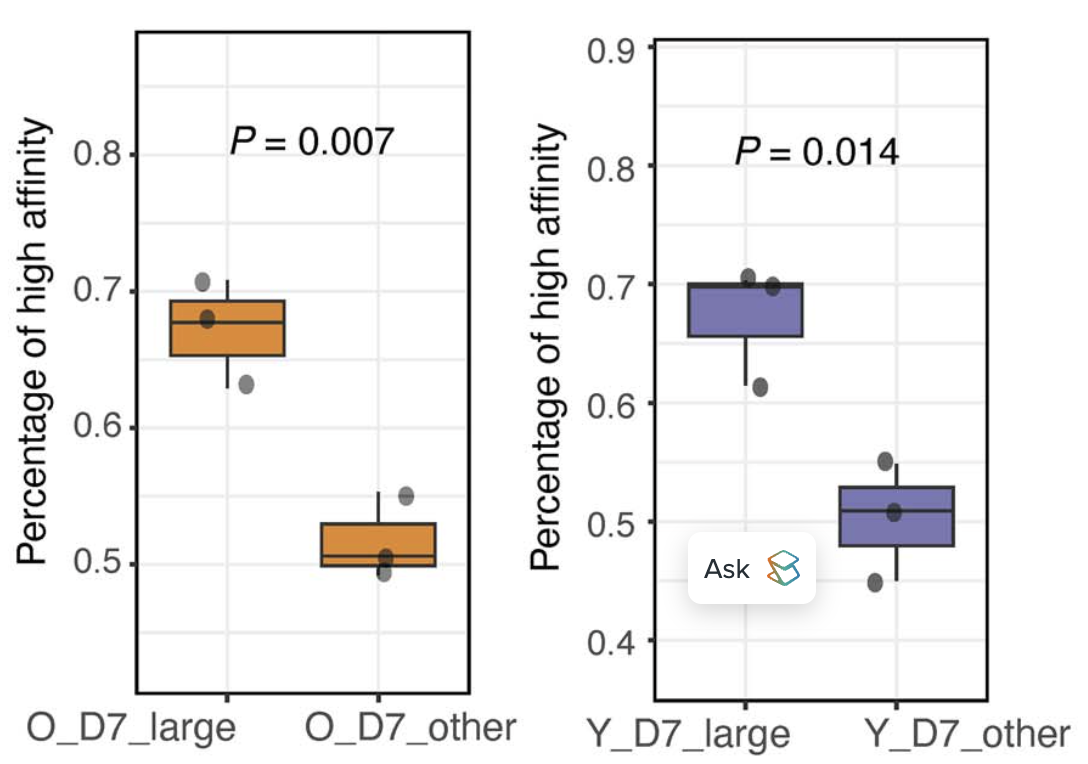 Percentage of high affinity
0.8
0.7
0.6
0.5
P = 0.007
O_D7_large
O_D7_other
Percentage of high affinity
0.9
0.8
0.7
0.6
0.5
0.4
P = 0.014
Ask
Y_D7_large
Y_D7_other